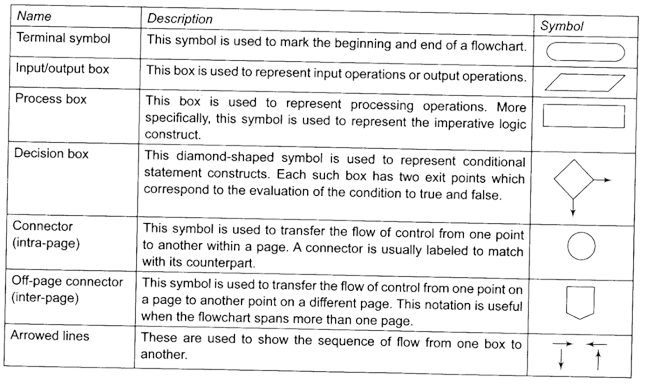 Name Description Symbol
Terminal symbol This symbol is used to mark the beginning and end of a flowchart.
Input/output box This box is used to represent input operations or output operations.
Process box This box is used to represent processing operations. More
specifically, this symbol is used to represent the imperative logic
construct.
Decision box This diamond-shaped symbol is used to represent conditional
statement constructs. Each such box has two exit points which
correspond to the evaluation of the condition to true and false.
Connector This symbol is used to transfer the flow of control from one point
(intra-page) to another within a page. A connector is usually labeled to match
with its counterpart.
Off-page connector This symbol is used to transfer the flow of control from one point on
(inter-page) a page to another point on a different page. This notation is useful
when the flowchart spans more than one page.
Arrowed lines These are used to show the sequence of flow from one box to
another.